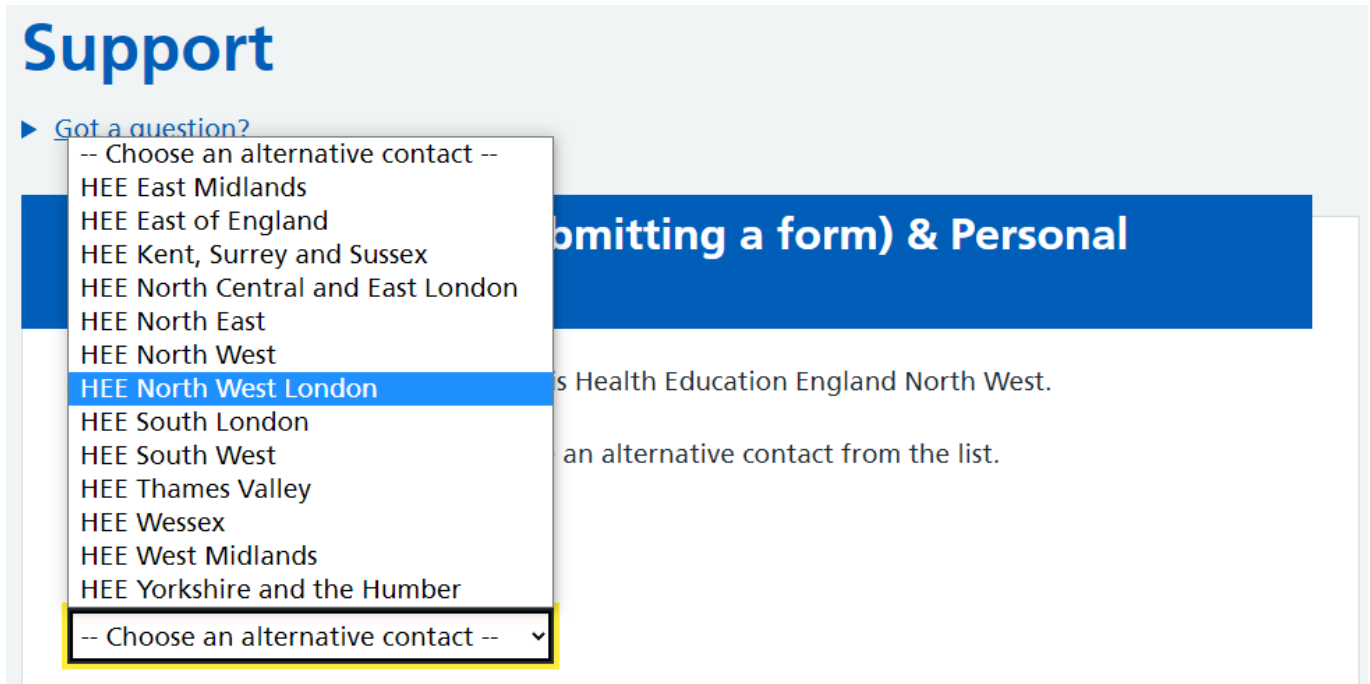 Support
Got a question?
-- Choose an alternative contact --
HEE East Midlands
HEE East of England
HEE Kent, Surrey and Sussex
HEE North Central and East London
HEE North East
HEE North West
HEE North West London
HEE South London
HEE South West
HEE Thames Valley
HEE Wessex
HEE West Midlands
HEE Yorkshire and the Humber
-- Choose an alternative contact --
a form) & Personal
Health Education England North West.
an alternative contact from the list.